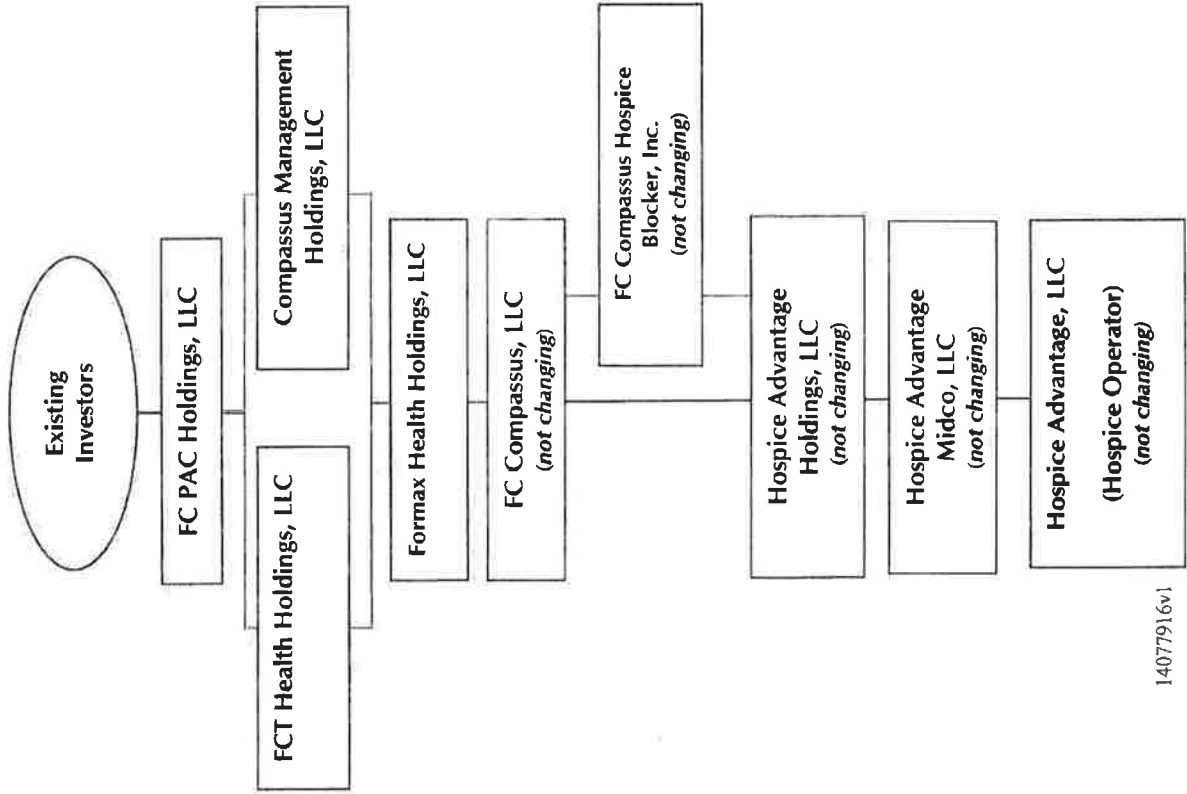 Existing
Investors
FC PAC Holdings, LLC
FCT Health Holdings, LLC
Compassus Management
Holdings, LLC
Formax Health Holdings, LLC
FC Compassus, LLC
(not changing)
FC Compassus Hospice
Blocker, Inc.
(not changing)
Hospice Advantage
Holdings, LLC
(not changing)
Hospice Advantage
Midco, LLC
(not changing)
Hospice Advantage, LLC
(Hospice Operator)
(not changing)
14077916v1